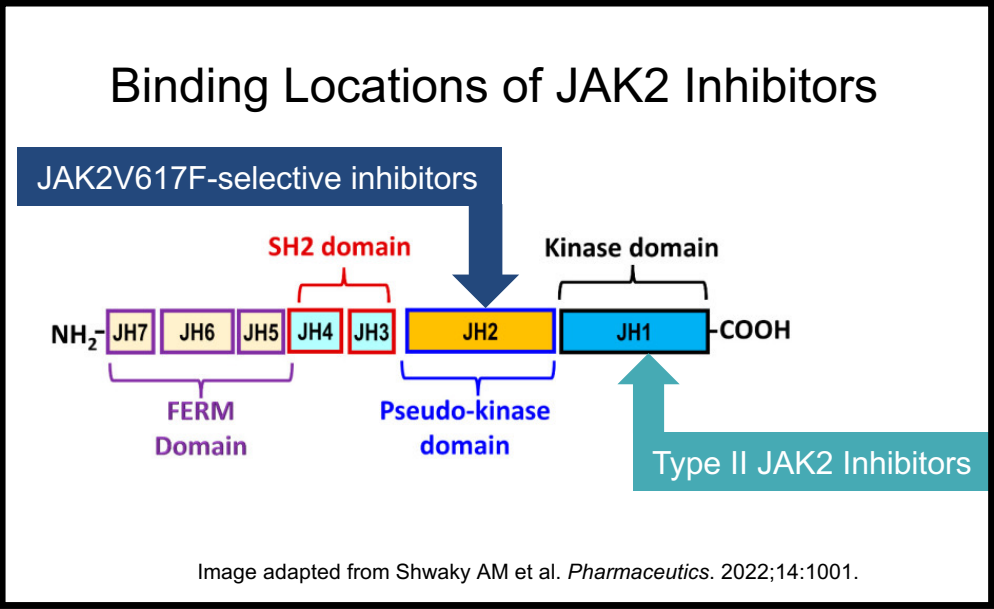 Binding Locations of JAK2 Inhibitors
JAK2V617F-selective inhibitors
SH2 domain
Kinase domain
NH2- JH7 JH6 JH5 JH4 JH3 JH2 JH1 -COOH
FERM
Domain
Pseudo-kinase
domain
Type II JAK2 Inhibitors
Image adapted from Shwaky AM et al. Pharmaceutics. 2022;14:1001.